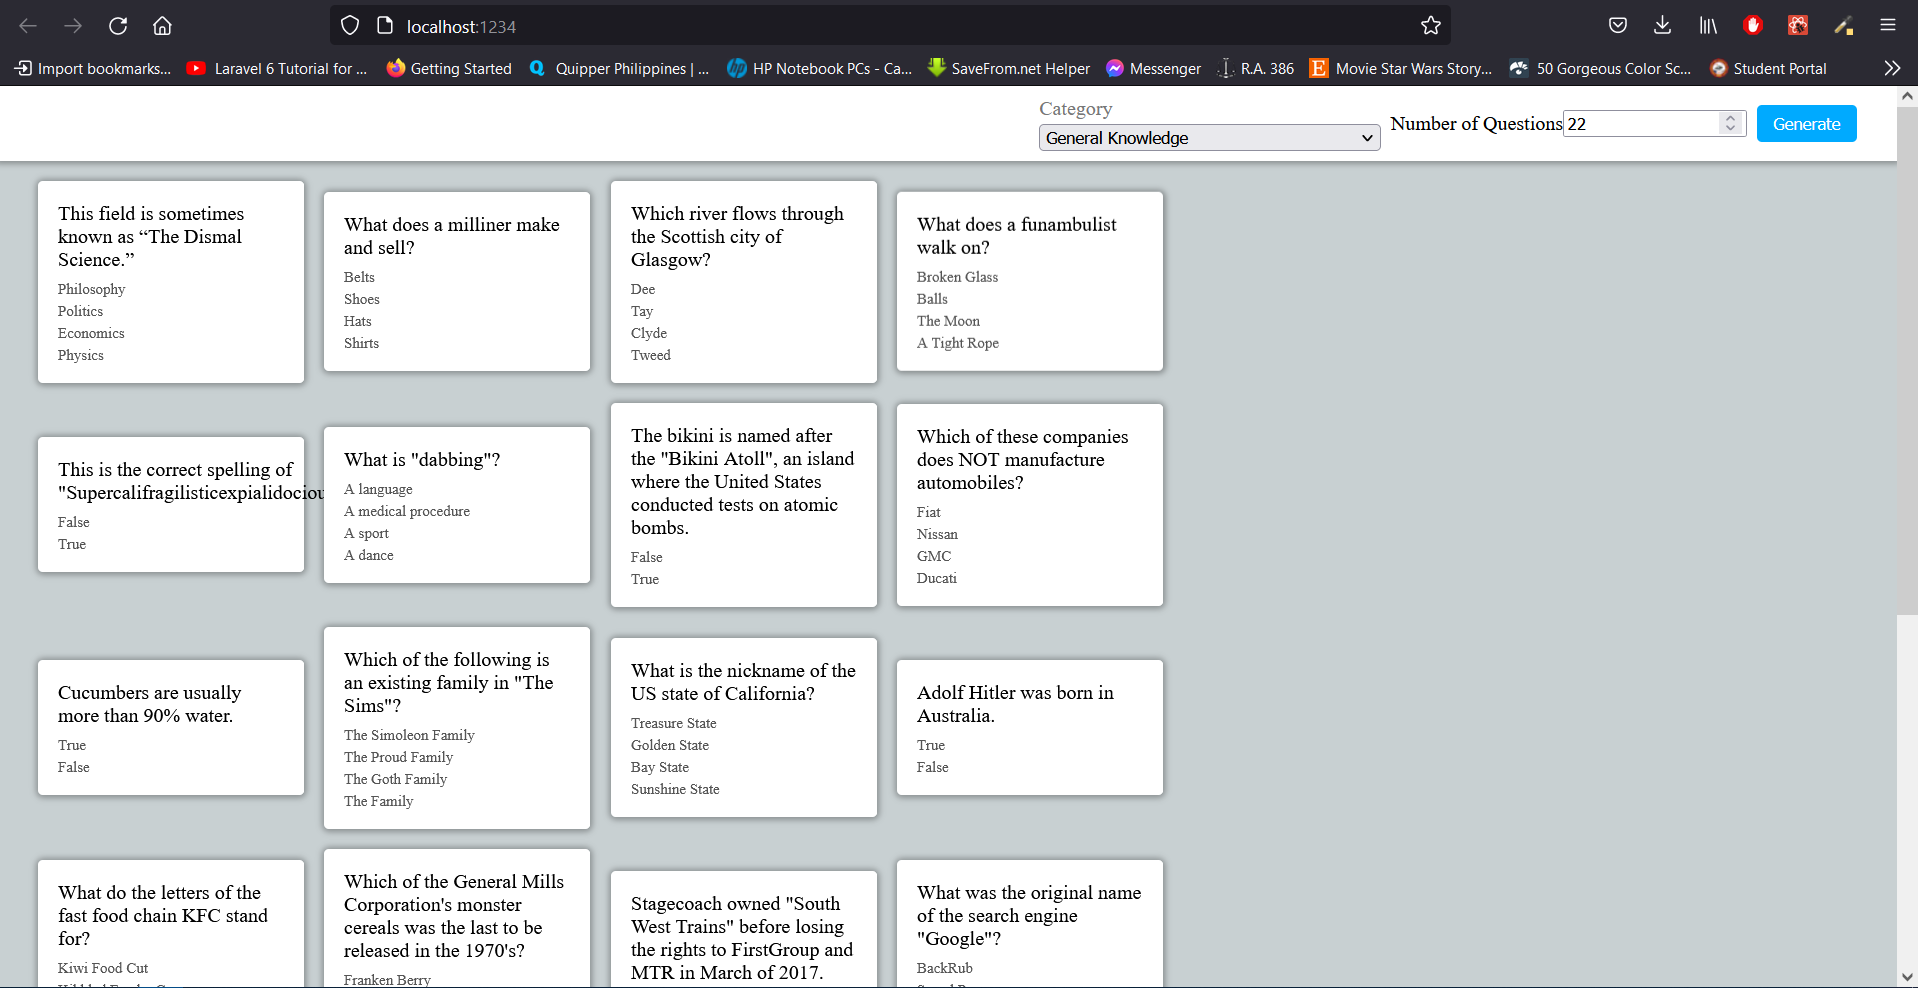 localhost:1234
Import bookmarks... Laravel 6 Tutorial for ... Getting Started Quipper Philippines | ... HP Notebook PCs - Ca... SaveFrom.net Helper Messenger R.A. 386 Movie Star Wars Story... 50 Gorgeous Color Sc... Student Portal
Category
General Knowledge
Number of Questions 22
Generate
This field is sometimes
known as “The Dismal
Science.”
Philosophy
Politics
Economics
Physics
What does a milliner make
and sell?
Belts
Shoes
Hats
Shirts
Which river flows through
the Scottish city of
Glasgow?
Dee
Tay
Clyde
Tweed
What does a funambulist
walk on?
Broken Glass
Balls
The Moon
A Tight Rope
This is the correct spelling of
"Supercalifragilisticexpialidociou
False
True
What is "dabbing"?
A language
A medical procedure
A sport
A dance
The bikini is named after
the "Bikini Atoll", an island
where the United States
conducted tests on atomic
bombs.
False
True
Which of these companies
does NOT manufacture
automobiles?
Fiat
Nissan
GMC
Ducati
Cucumbers are usually
more than 90% water.
True
False
Which of the following is
an existing family in "The
Sims"?
The Simoleon Family
The Proud Family
The Goth Family
The Family
What is the nickname of the
US state of California?
Treasure State
Golden State
Bay State
Sunshine State
Adolf Hitler was born in
Australia.
True
False
What do the letters of the
fast food chain KFC stand
for?
Kiwi Food Cut
Which of the General Mills
Corporation's monster
cereals was the last to be
released in the 1970's?
Franken Berry
Stagecoach owned "South
West Trains" before losing
the rights to FirstGroup and
MTR in March of 2017.
What was the original name
of the search engine
"Google"?
BackRub